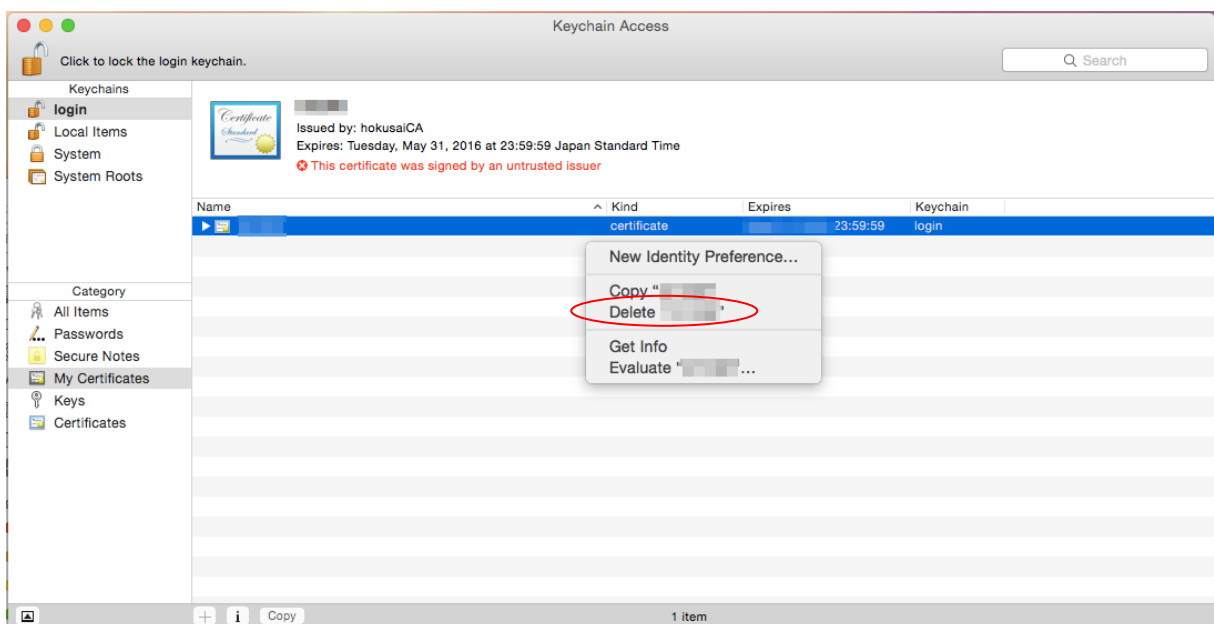 Keychain Access
Click to lock the login keychain.
Search
Keychains
login
Local Items
System
System Roots
Certificate
Standard
Issued by: hokusaiCA
Expires: Tuesday, May 31, 2016 at 23:59:59 Japan Standard Time
This certificate was signed by an untrusted issuer
Name Kind Expires Keychain
certificate 23:59:59 login
New Identity Preference...
Copy “
Delete '
Get Info
Evaluate “ ...
Category
All Items
Passwords
Secure Notes
My Certificates
Keys
Certificates
+ i Copy 1 item